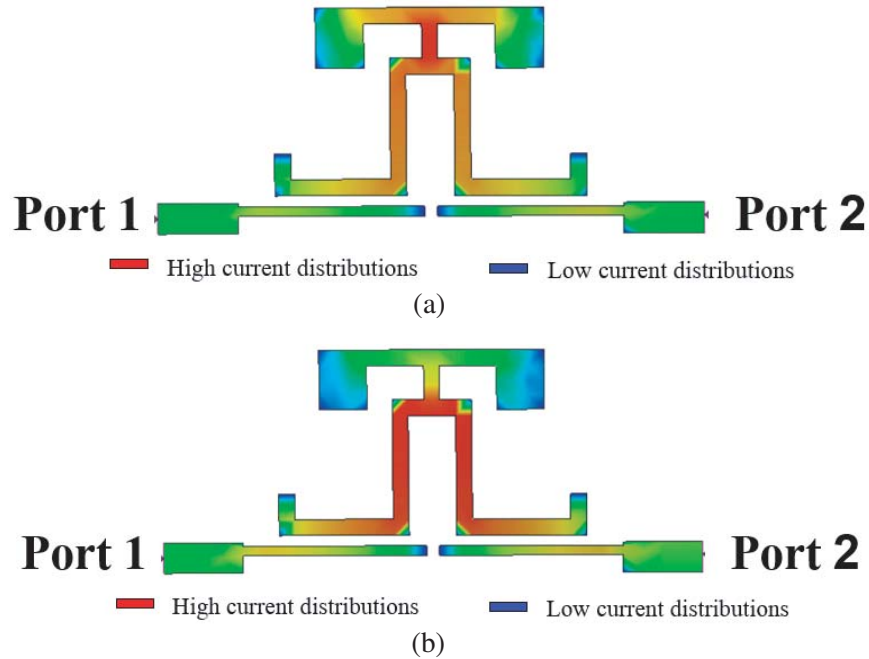 Port 1 Port 2
High current distributions Low current distributions
(a)
Port 1 Port 2
High current distributions Low current distributions
(b)